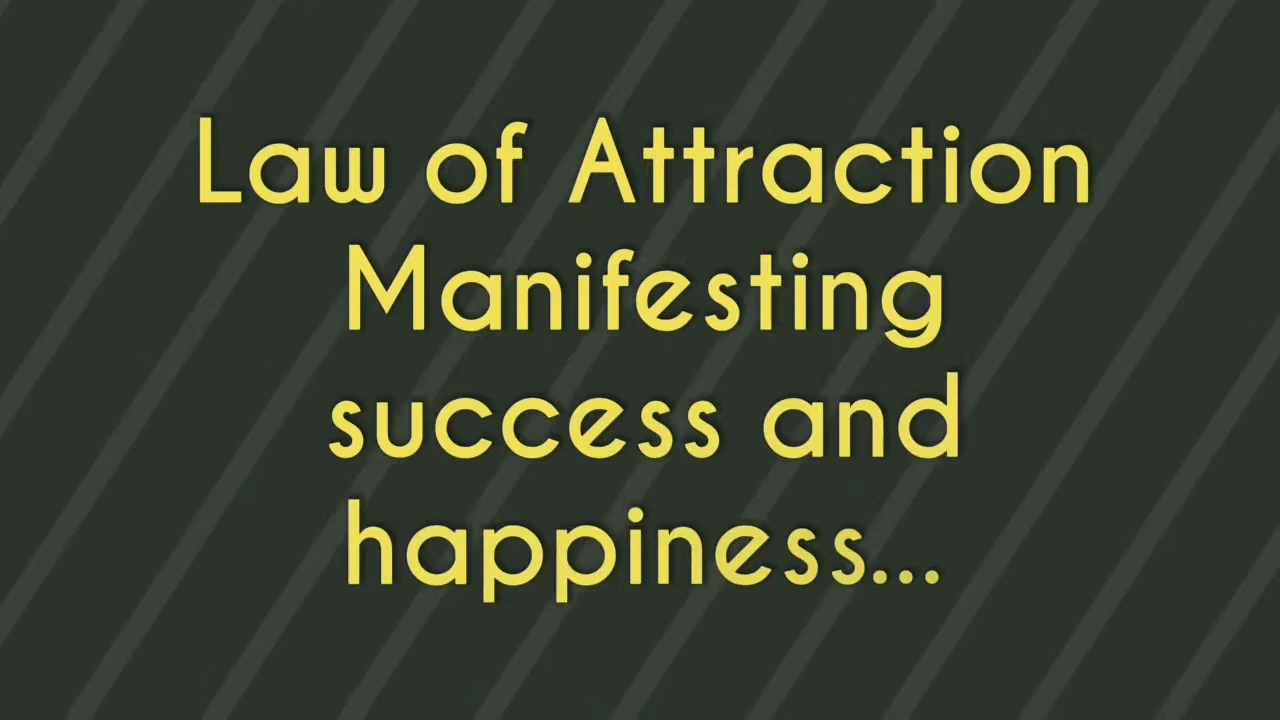 Law of Attraction
Manifesting
success and
happiness...